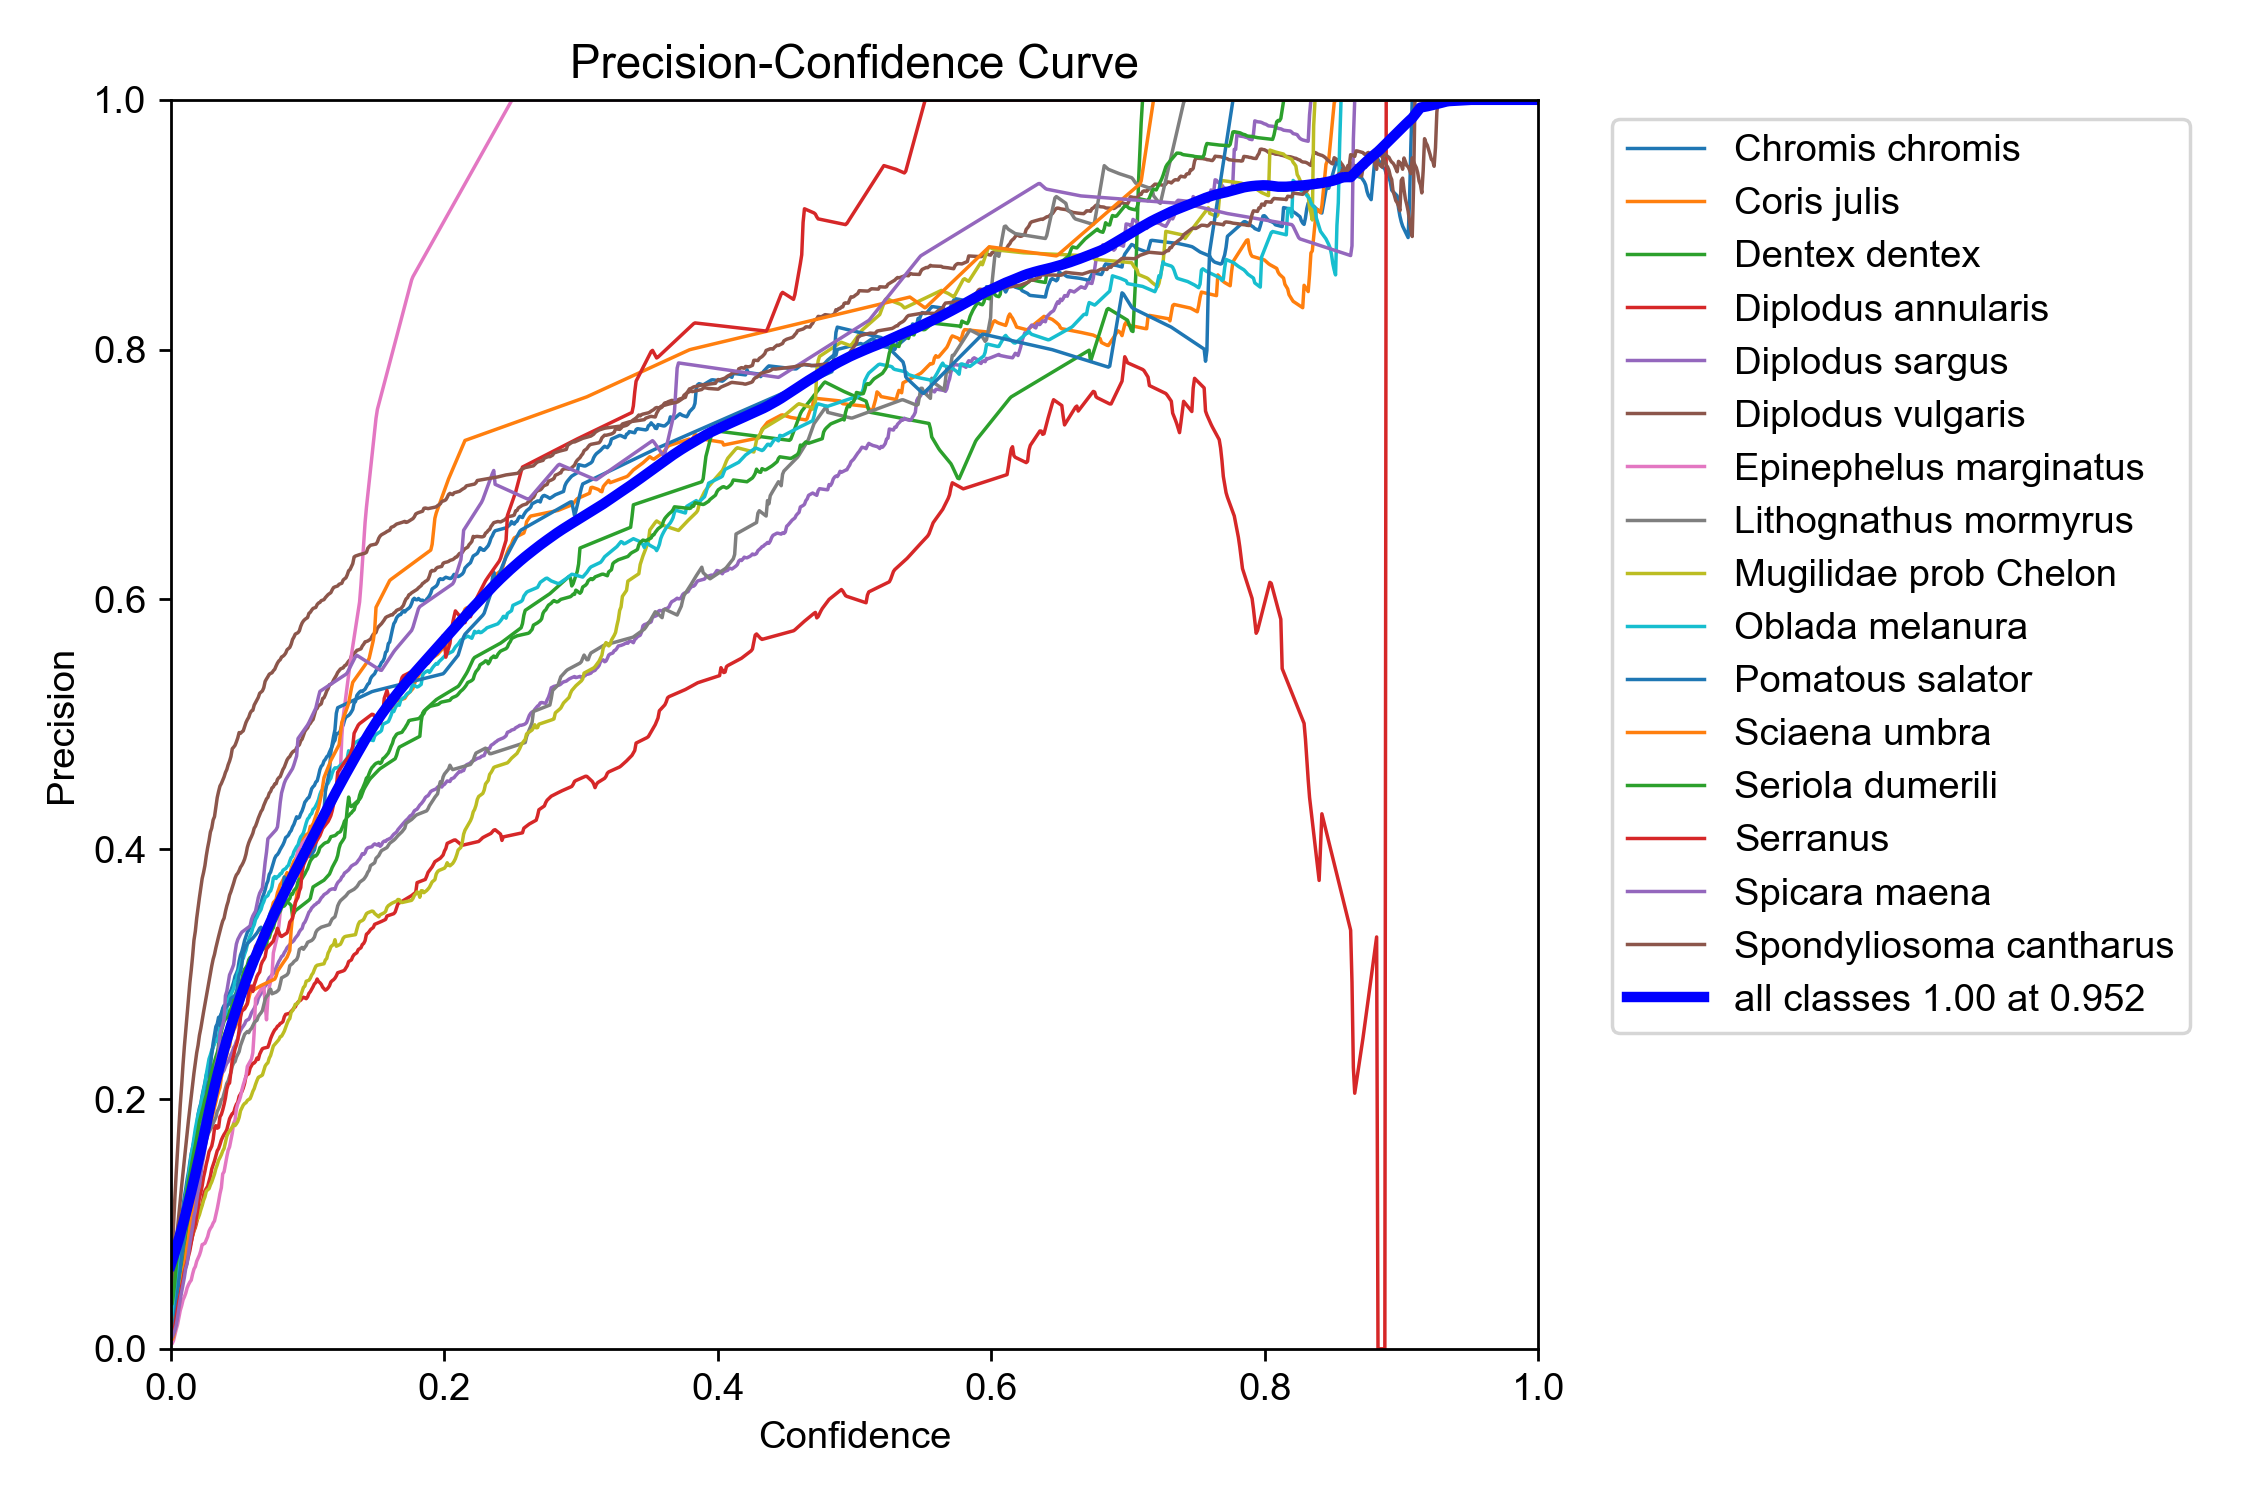 Precision-Confidence Curve
1.0
0.8
0.6
0.4
0.2
0.0
Precision
0.0 0.2 0.4 0.6 0.8 1.0
Confidence
Chromis chromis
Coris julis
Dentex dentex
Diplodus annularis
Diplodus sargus
Diplodus vulgaris
Epinephelus marginatus
Lithognathus mormyrus
Mugilidae prob Chelon
Oblada melanura
Pomatous salator
Sciaena umbra
Seriola dumerili
Serranus
Spicara maena
Spondyliosoma cantharus
all classes 1.00 at 0.952